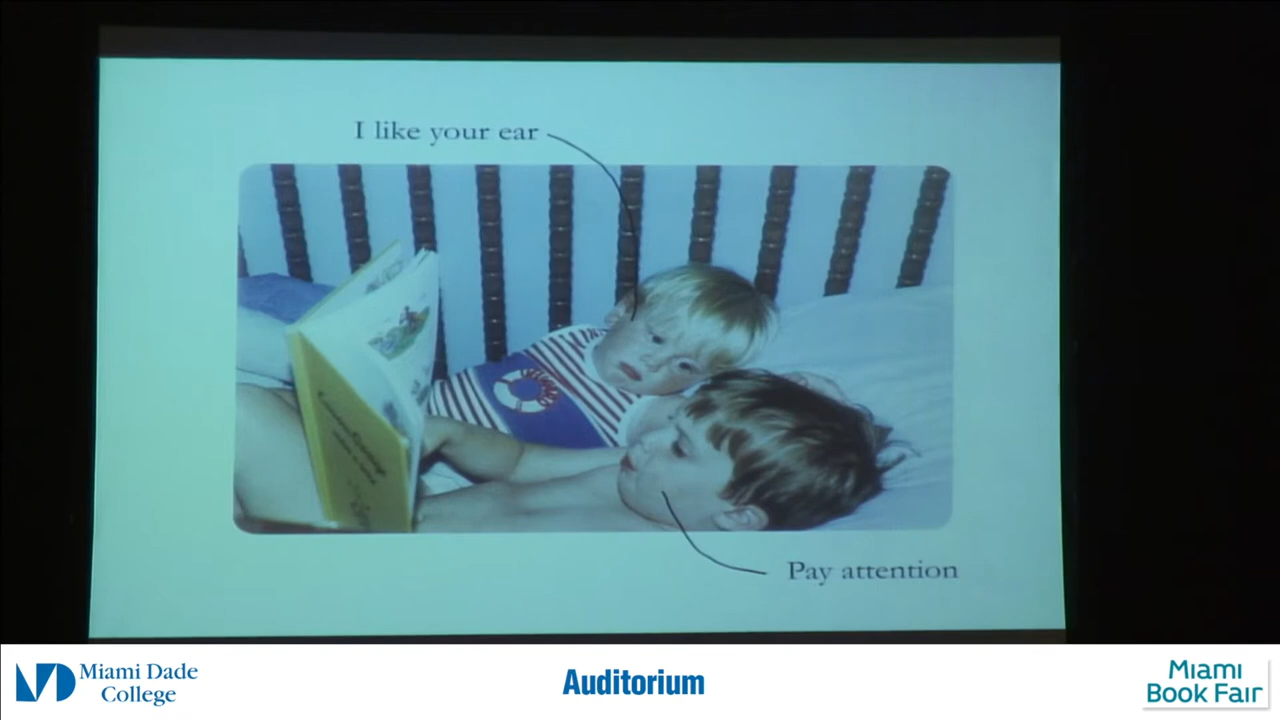 I like your ear
Pay attention
Miami Dade
College
Auditorium
Miami
Book Fair